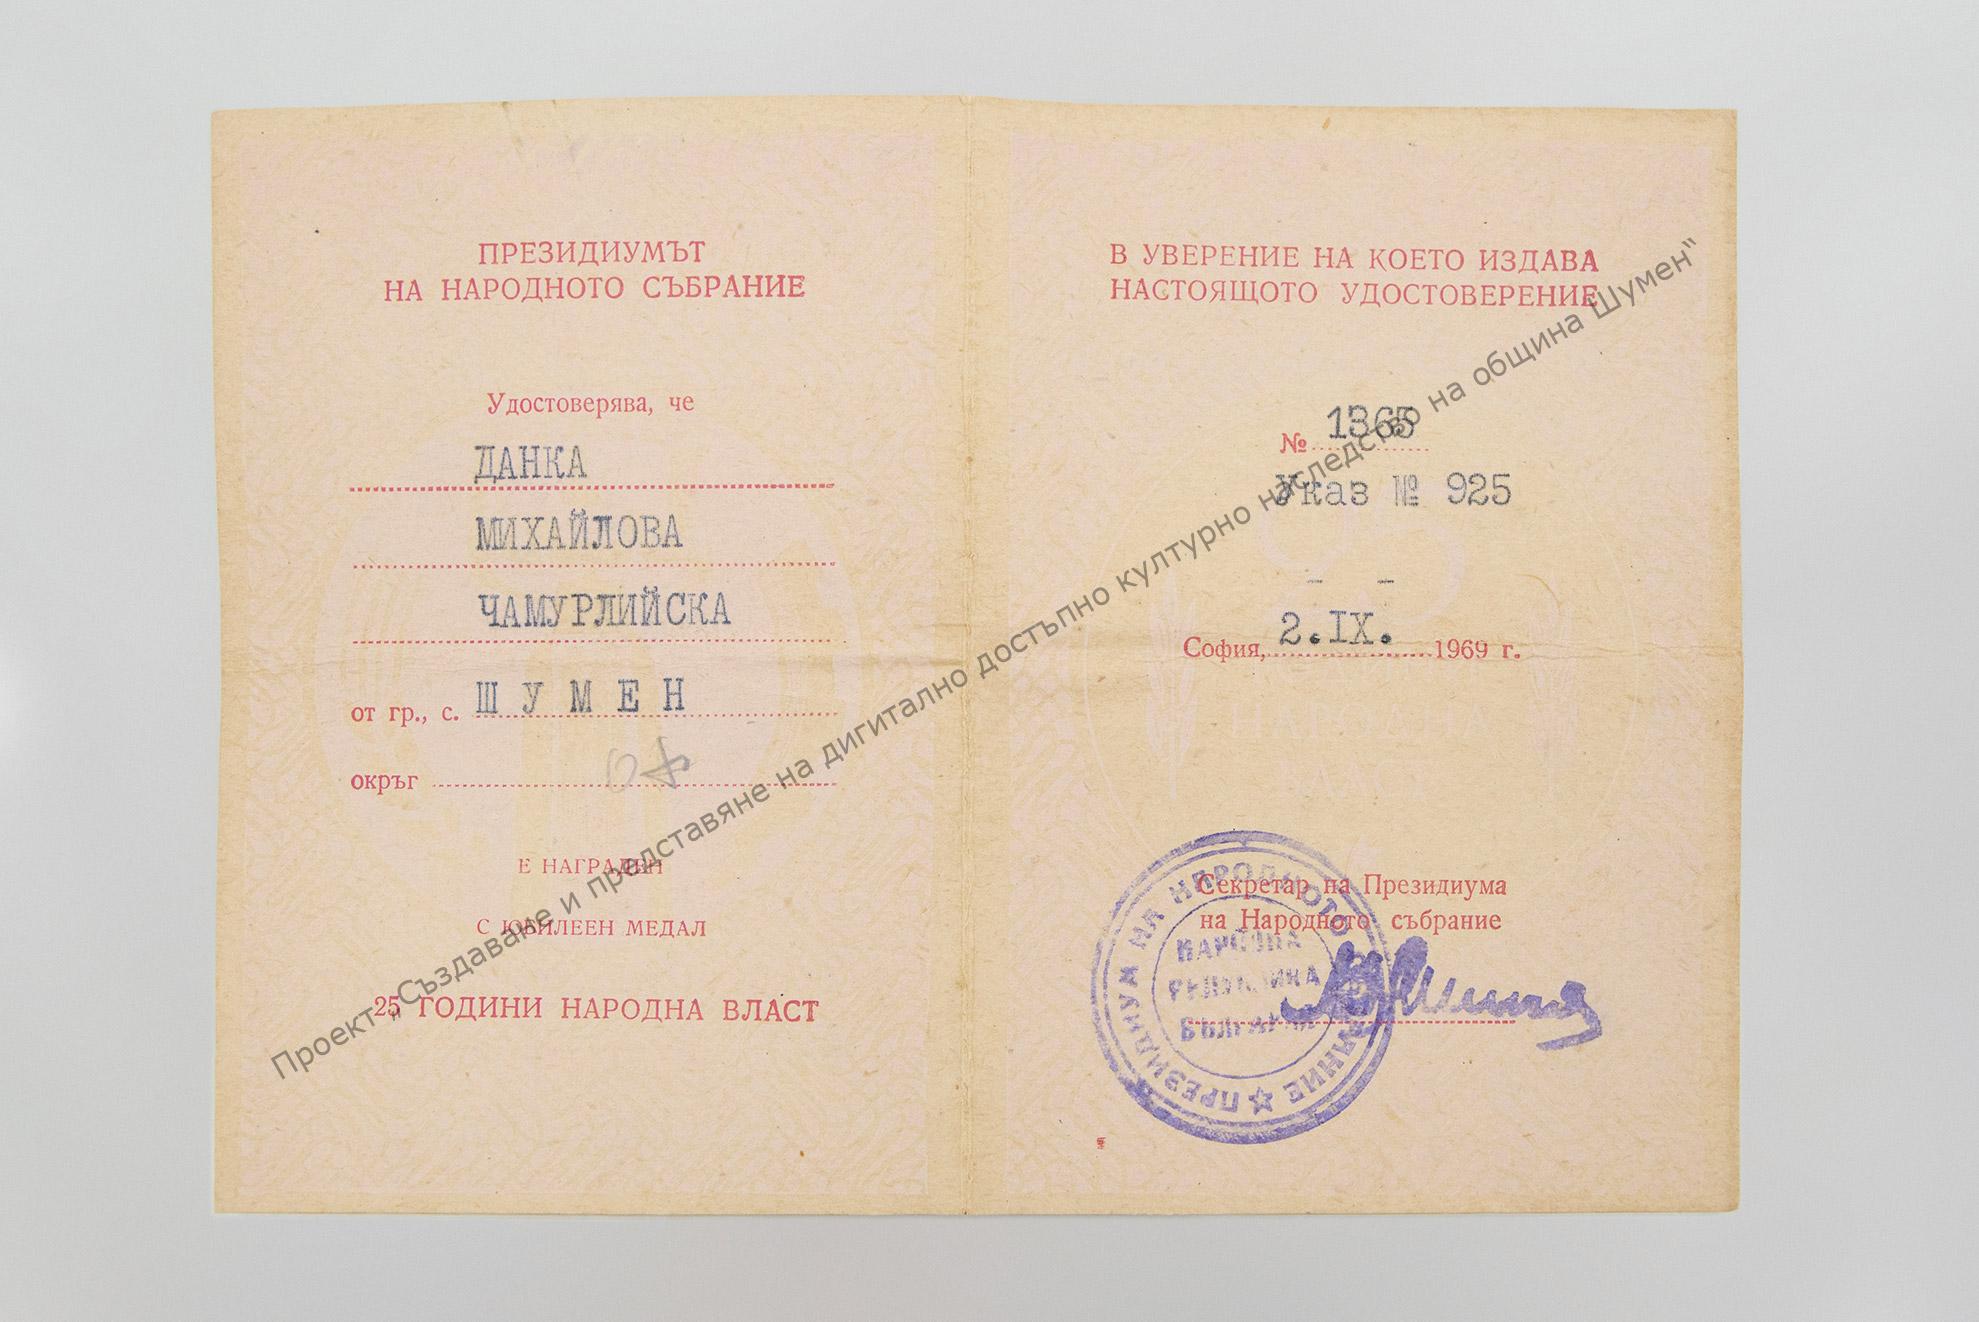 ПРЕЗИДИУМЪТ
НА НАРОДНОТО СЪБРАНИЕ
Удостоверява, че
ДАНКА
МИХАЙЛОВА
ЧАМУРЛИЙСКА
от гр., с. ШУМЕН
окръг
Е НАГРАДЕН
С ЮБИЛЕЕН МЕДАЛ
25 ГОДИНИ НАРОДНА ВЛАСТ
В УВЕРЕНИЕ НА КОЕТО ИЗДАВА
НАСТОЯЩОТО УДОСТОВЕРЕНИЕ
№ 1365
Указ № 925
София, 2.IX. 1969 г.
Секретар на Президиума
на Народното събрание
ПРЕЗИДИУМ НА НАРОДНОТО СЪБРАНИЕ
НАРОДНА
РЕПУБЛИКА
БЪЛГАРИЯ
Проект „Създаване и представяне на дигитално достъпно културно наследство на община Шумен“